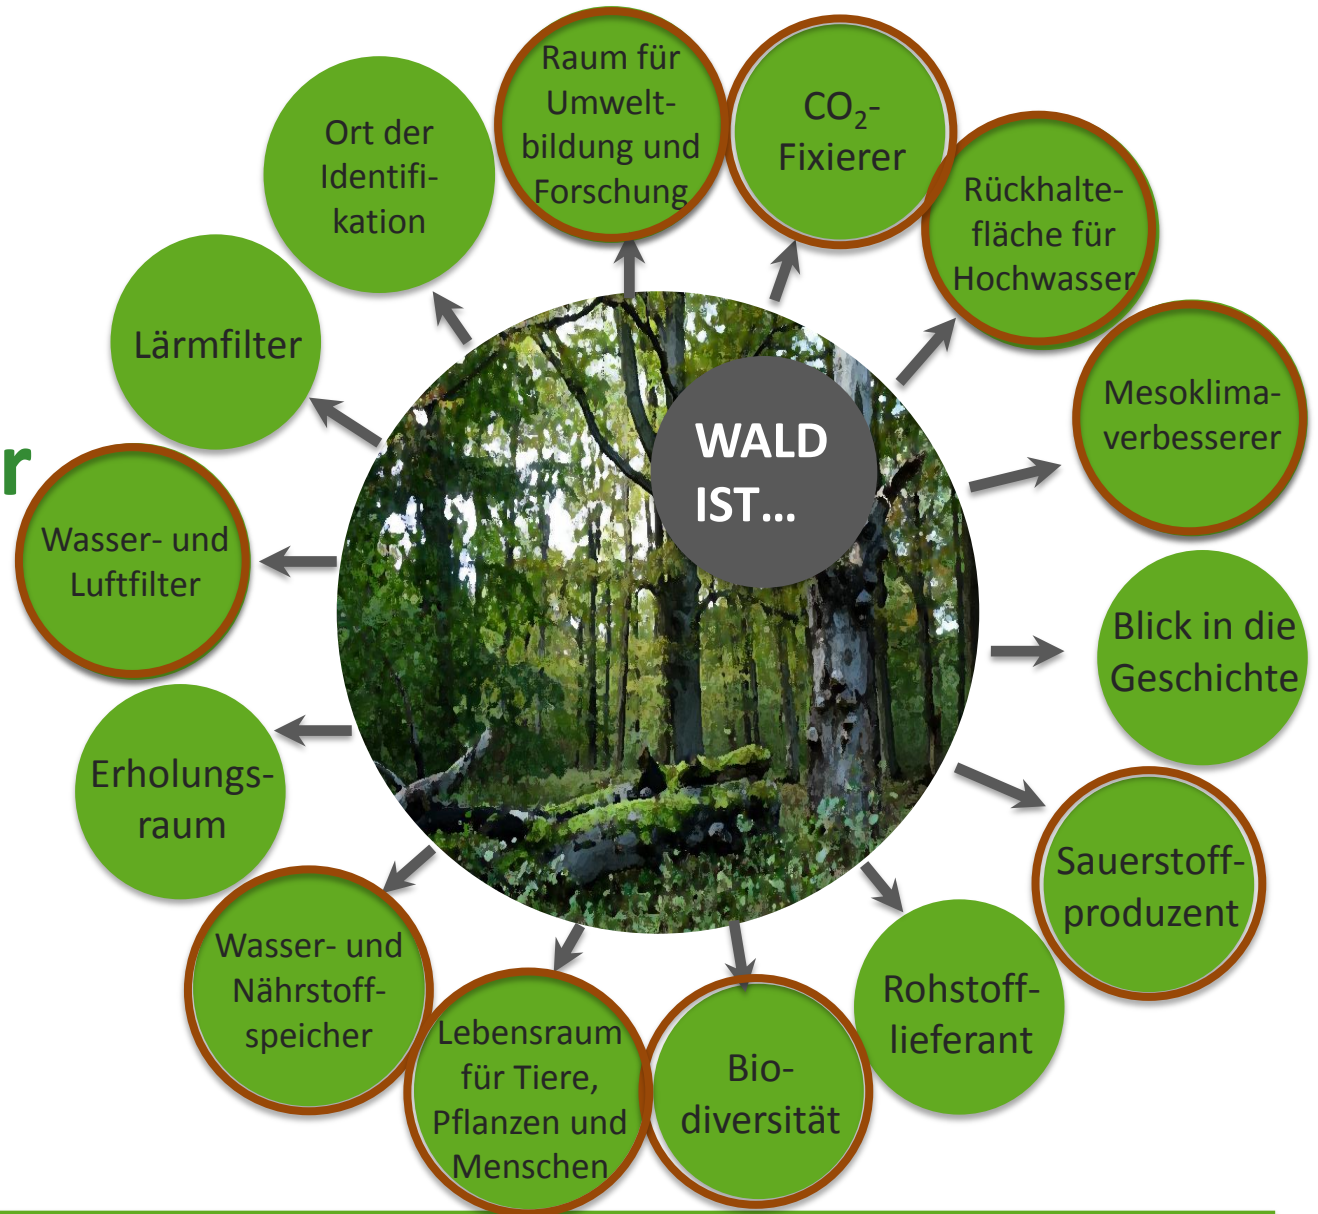 Raum für
Umwelt-
bildung und
Forschung
CO₂-
Fixierer
Rückhalte-
fläche für
Hochwasser
Mesoklima-
verbesserer
Blick in die
Geschichte
Sauerstoff-
produzent
Rohstoff-
lieferant
Bio-
diversität
Lebensraum
für Tiere,
Pflanzen und
Menschen
Wasser- und
Nährstoff-
speicher
Erholungs-
raum
Wasser- und
Luftfilter
Lärmfilter
Ort der
Identifi-
kation
WALD
IST...
r